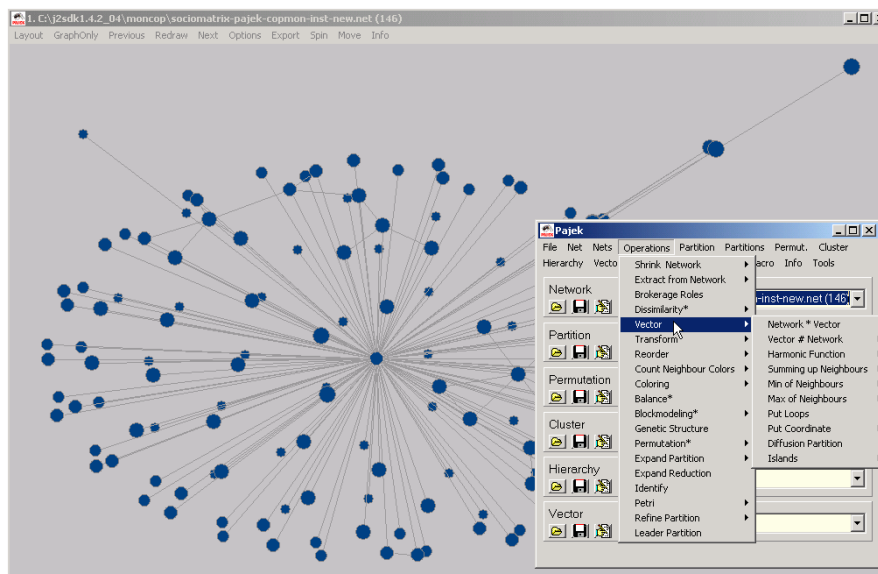 1. C:\j2sdk1.4.2_04\moncop\sociomatrix-pajek-copmon-inst-new.net (146)
Layout GraphOnly Previous Redraw Next Options Export Spin Move Info
Pajek
File Net Nets Operations Partition Partitions Permut. Cluster
Hierarchy Vecto acro Info Tools
Network
n-inst-new.net (146)
Partition
Permutation
Cluster
Hierarchy
Vector
Shrink Network
Extract from Network
Brokerage Roles
Dissimilarity*
Vector
Transform
Reorder
Count Neighbour Colors
Coloring
Balance*
Blockmodeling*
Genetic Structure
Permutation*
Expand Partition
Expand Reduction
Identify
Petri
Refine Partition
Leader Partition
Network * Vector
Vector # Network
Harmonic Function
Summing up Neighbours
Min of Neighbours
Max of Neighbours
Put Loops
Put Coordinate
Diffusion Partition
Islands